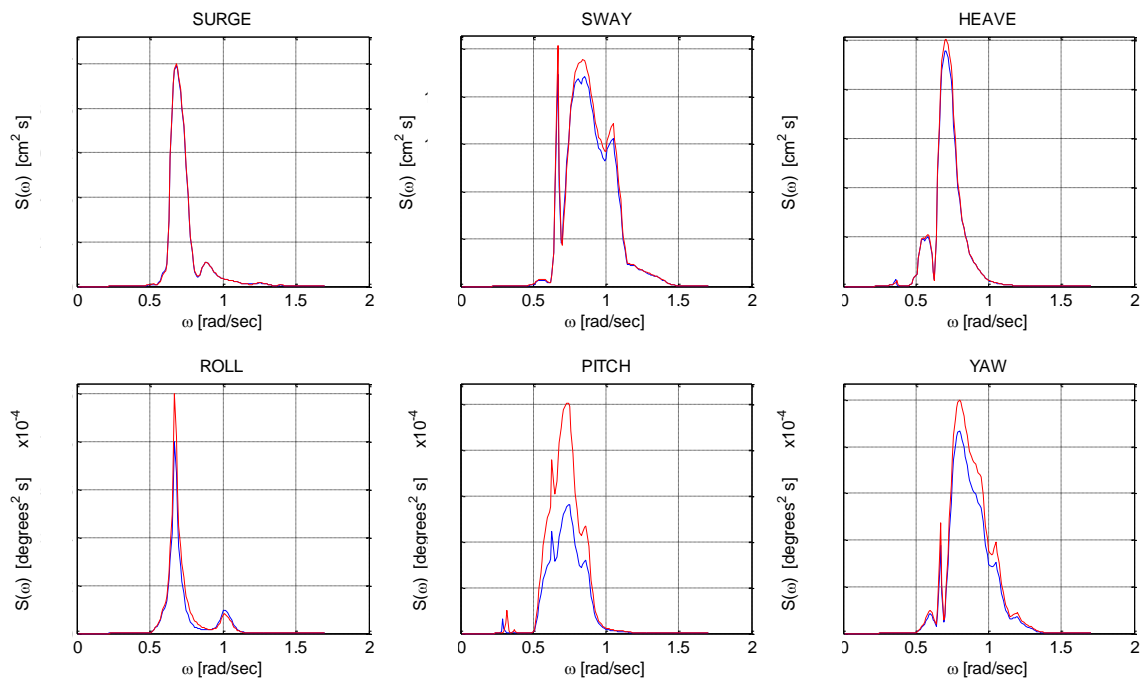 SURGE
S(ω) [cm² s]
0 0.5 1 1.5 2
ω [rad/sec]
SWAY
S(ω) [cm² s]
0 0.5 1 1.5 2
ω [rad/sec]
HEAVE
S(ω) [cm² s]
0 0.5 1 1.5 2
ω [rad/sec]
ROLL
S(ω) [degrees² s] x10⁻⁴
0 0.5 1 1.5 2
ω [rad/sec]
PITCH
S(ω) [degrees² s] x10⁻⁴
0 0.5 1 1.5 2
ω [rad/sec]
YAW
S(ω) [degrees² s] x10⁻⁴
0 0.5 1 1.5 2
ω [rad/sec]